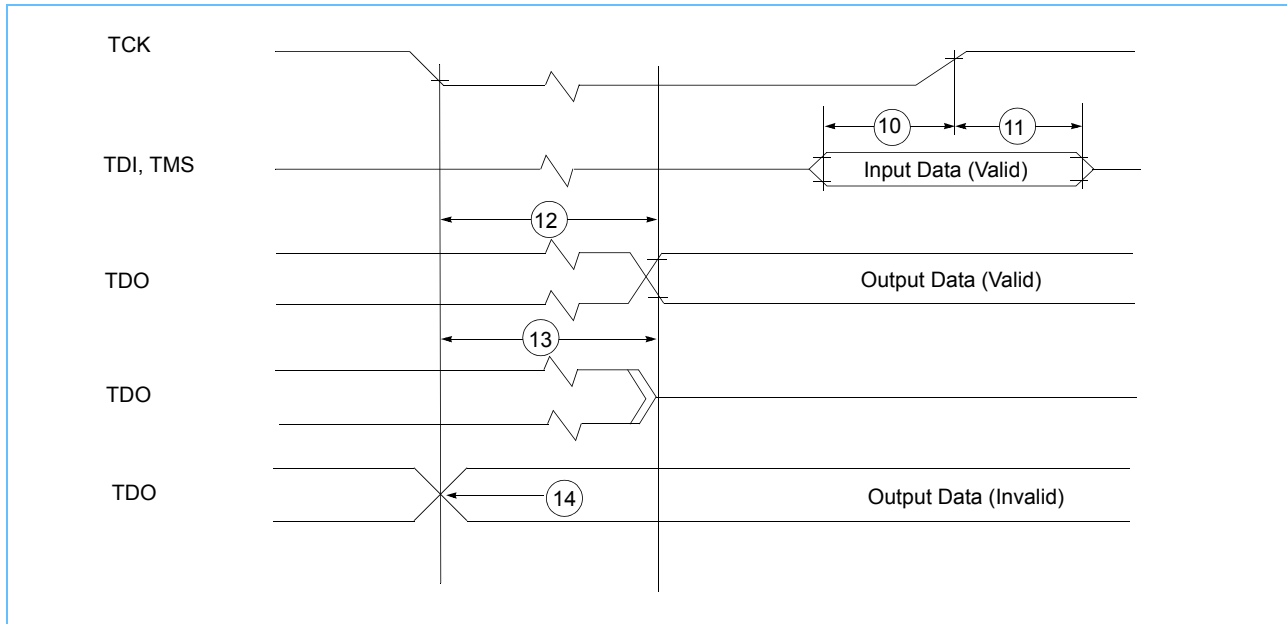 TCK
10
11
TDI, TMS
Input Data (Valid)
12
TDO
Output Data (Valid)
13
TDO
TDO
14
Output Data (Invalid)